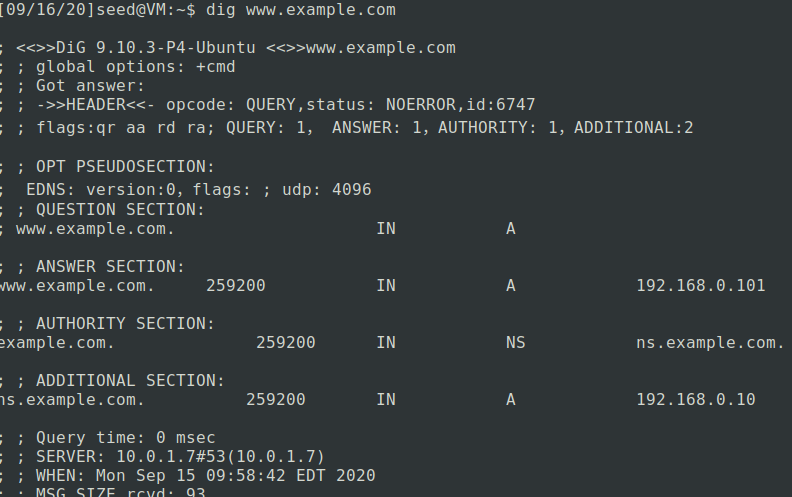 [09/16/20]seed@VM:~$ dig www.example.com
; <<>>DiG 9.10.3-P4-Ubuntu <<>>www.example.com
; ; global options: +cmd
; ; Got answer:
; ; ->>HEADER<<- opcode: QUERY,status: NOERROR,id:6747
; ; flags:qr aa rd ra; QUERY: 1, ANSWER: 1, AUTHORITY: 1, ADDITIONAL:2
; ; OPT PSEUDOSECTION:
; EDNS: version:0, flags: ; udp: 4096
; ; QUESTION SECTION:
; www.example.com. IN A
; ; ANSWER SECTION:
www.example.com. 259200 IN A 192.168.0.101
; ; AUTHORITY SECTION:
example.com. 259200 IN NS ns.example.com.
; ; ADDITIONAL SECTION:
ns.example.com. 259200 IN A 192.168.0.10
; ; Query time: 0 msec
; ; SERVER: 10.0.1.7#53(10.0.1.7)
; ; WHEN: Mon Sep 15 09:58:42 EDT 2020
; ; MSG SIZE rcvd: 93